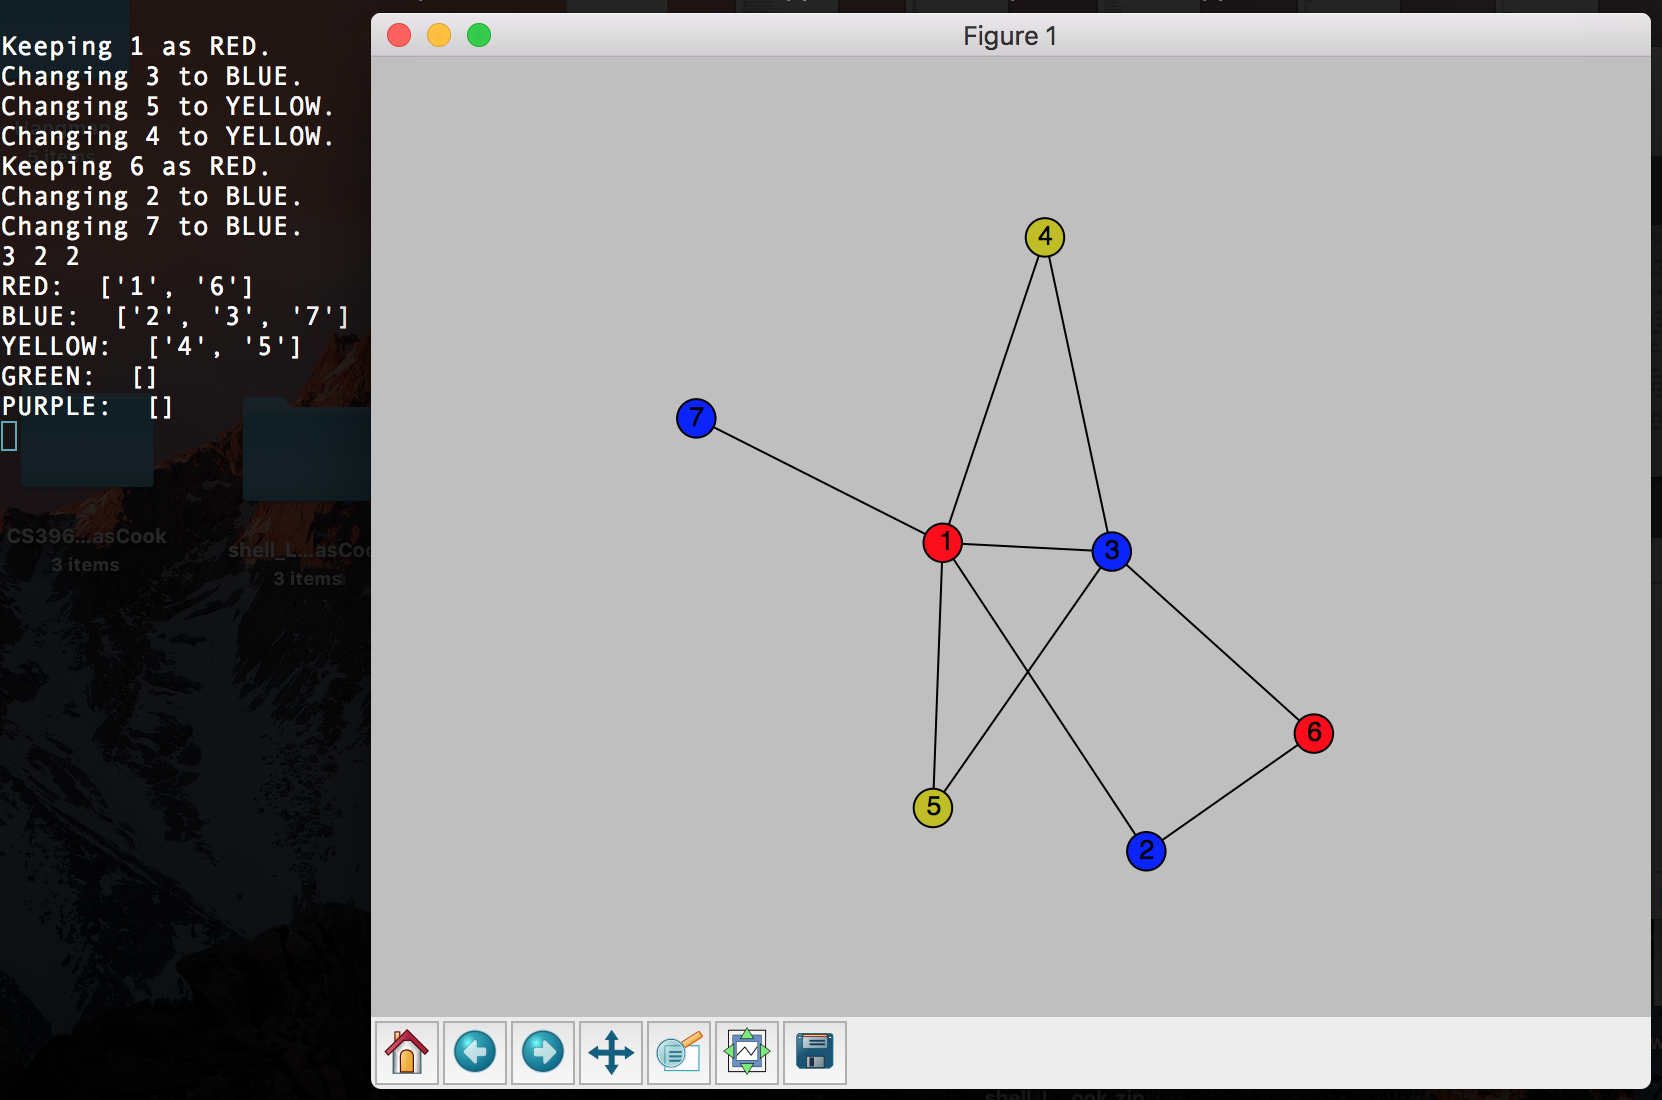 Keeping 1 as RED.
Changing 3 to BLUE.
Changing 5 to YELLOW.
Changing 4 to YELLOW.
Keeping 6 as RED.
Changing 2 to BLUE.
Changing 7 to BLUE.
3 2 2
RED:  ['1', '6']
BLUE:  ['2', '3', '7']
YELLOW:  ['4', '5']
GREEN:  []
PURPLE:  []
CS396...asCook
3 items
shell_L...asCoo
3 items
Figure 1
4
7
1
3
6
5
2